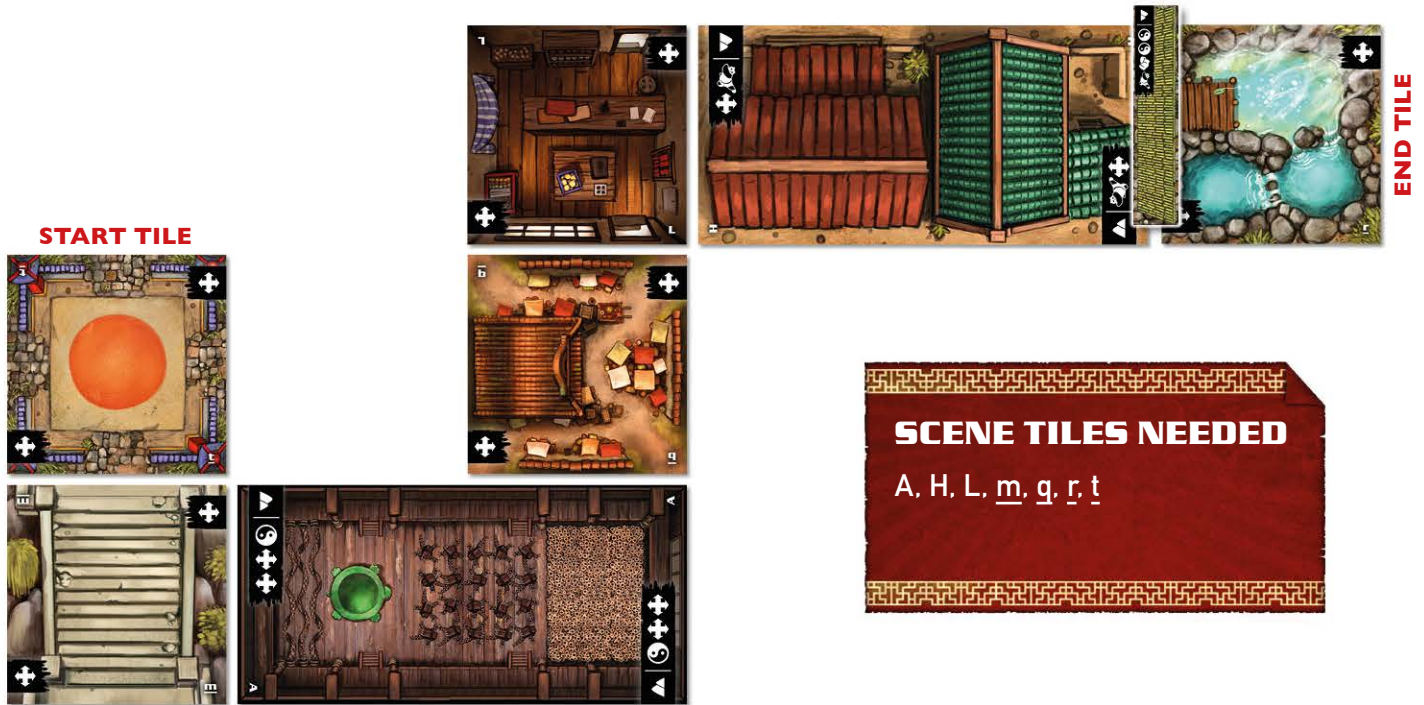 L
END TILE
L
H
r
START TILE
t
q
t
q
m
A
m
A
SCENE TILES NEEDED
A, H, L, m, q, r, t